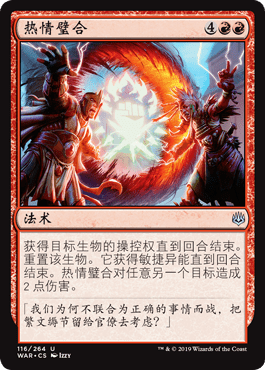 热情璧合 4
法术
获得目标生物的操控权直到回合结束。
重置该生物。它获得敏捷异能直到回合
结束。热情璧合对任意另一个目标造成
2点伤害。
「我们为何不联合为正确的事情而战，把
繁文缛节留给官僚去考虑？」
116/264 U
WAR • CS Izzy
™ & © 2019 Wizards of the Coast